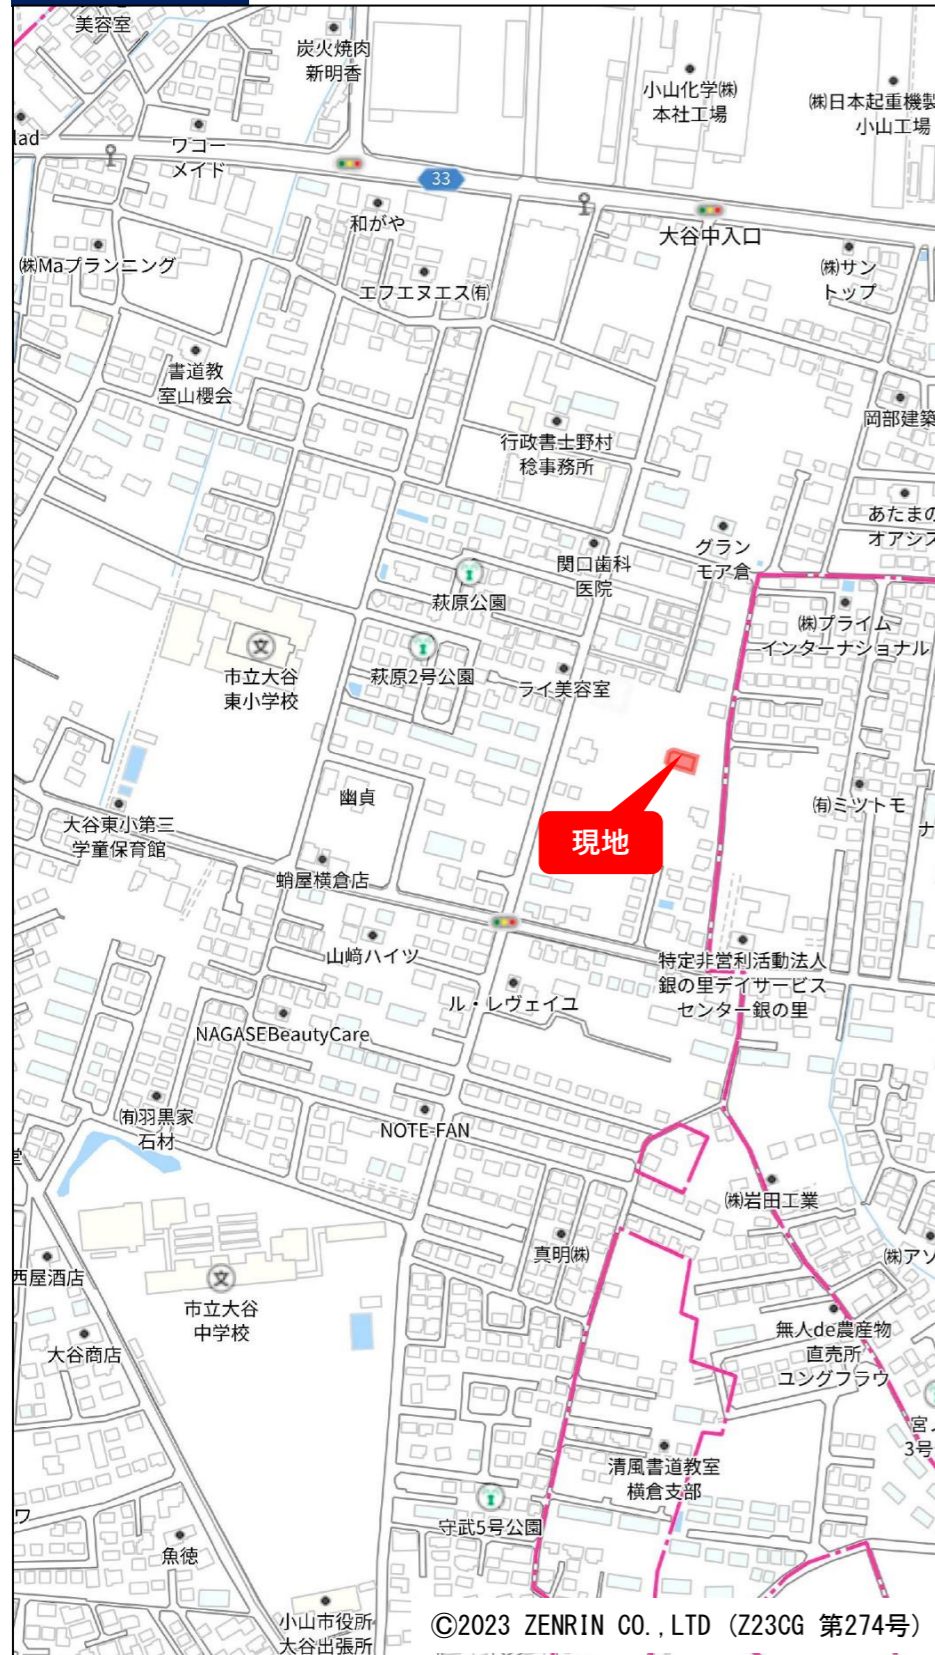 美容室
炭火焼肉
新明香
小山化学㈱
本社工場
㈱日本起重機製
小山工場
lad
ワコー
メイド
33
和がや
大谷中入口
㈱Maプランニング
エフエヌエス㈲
㈱サン
トップ
書道教
室山櫻会
行政書士野村
稔事務所
岡部建築
あたまの
オアシス
グラン
モア倉
関口歯科
医院
萩原公園
㈱プライム
インターナショナル
市立大谷
東小学校
萩原2号公園
ライ美容室
幽貞
現地
㈲ミツトモ
ナ
大谷東小第三
学童保育館
蛸屋横倉店
山﨑ハイツ
特定非営利活動法人
銀の里デイサービス
センター銀の里
ル・レヴェイユ
NAGASEBeautyCare
㈲羽黒家
石材
NOTE-FAN
堂
㈱岩田工業
真明㈱
㈱アソ
西屋酒店
市立大谷
中学校
大谷商店
無人de農産物
直売所
ユングフラウ
宮ノ
3号
清風書道教室
横倉支部
ワ
守武5号公園
魚徳
小山市役所
大谷出張所
©2023 ZENRIN CO.,LTD (Z23CG 第274号)